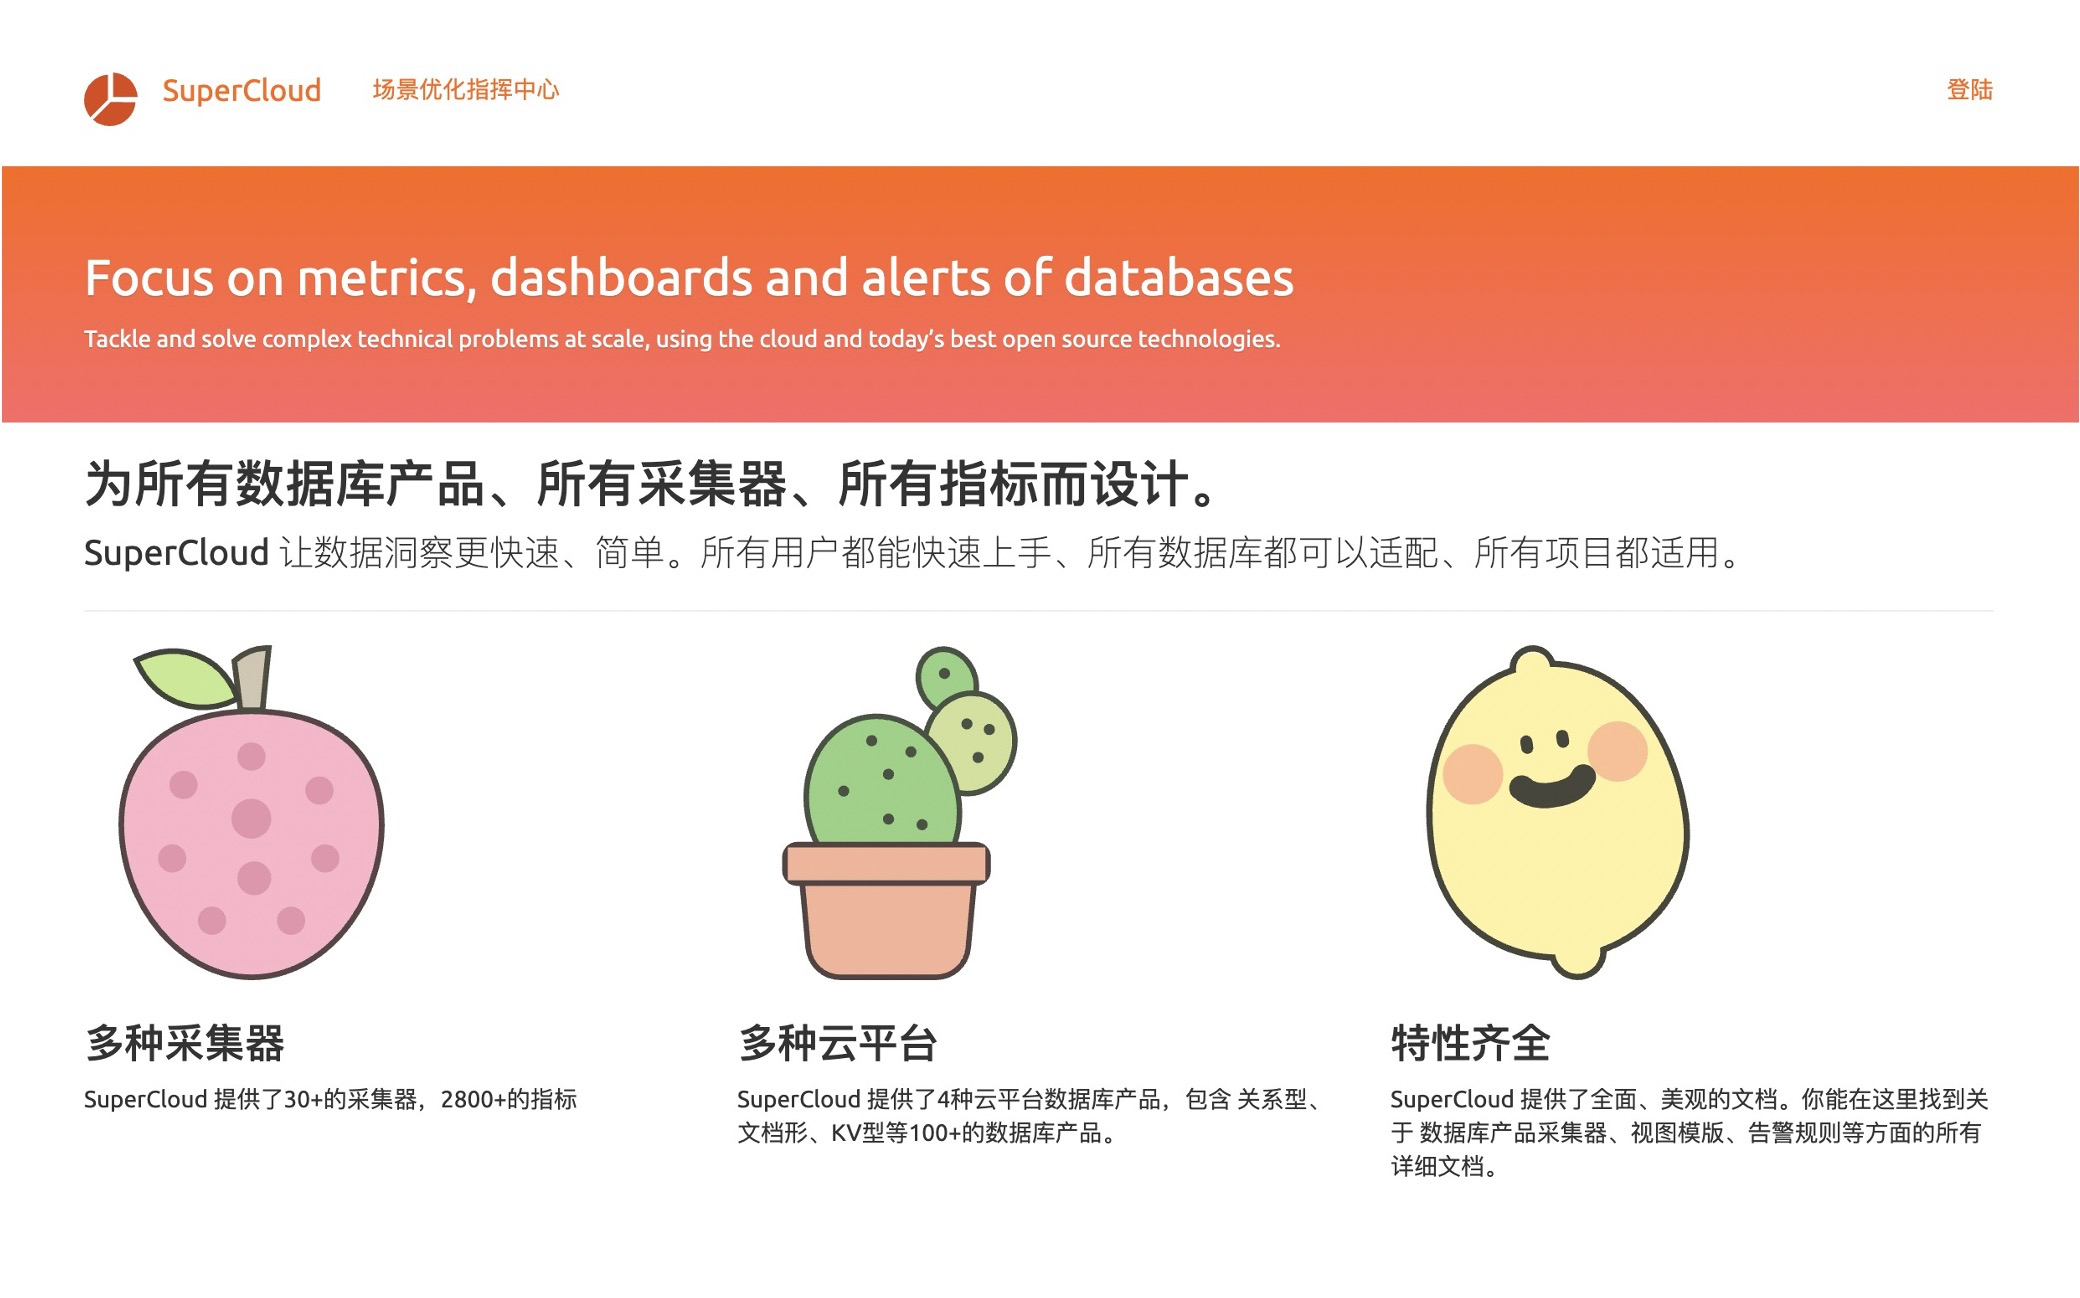 SuperCloud 场景优化指挥中心 登陆
Focus on metrics, dashboards and alerts of databases
Tackle and solve complex technical problems at scale, using the cloud and today’s best open source technologies.
为所有数据库产品、所有采集器、所有指标而设计。
SuperCloud 让数据洞察更快速、简单。所有用户都能快速上手、所有数据库都可以适配、所有项目都适用。
多种采集器
SuperCloud 提供了30+的采集器，2800+的指标
多种云平台
SuperCloud 提供了4种云平台数据库产品，包含 关系型、
文档形、KV型等100+的数据库产品。
特性齐全
SuperCloud 提供了全面、美观的文档。你能在这里找到关
于 数据库产品采集器、视图模版、告警规则等方面的所有
详细文档。